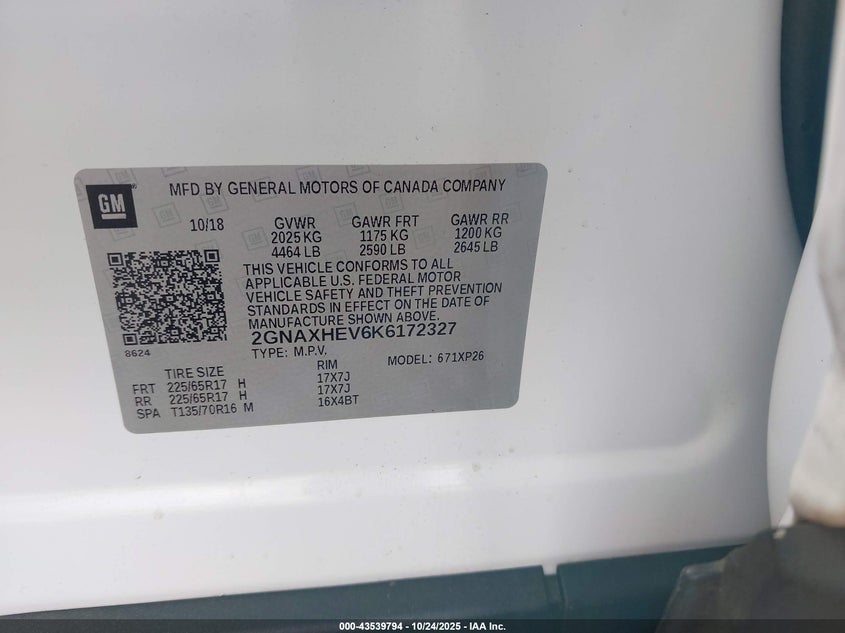 GM
MFD BY GENERAL MOTORS OF CANADA COMPANY
10/18 GVWR GAWR FRT GAWR RR
2025 KG 1175 KG 1200 KG
4464 LB 2590 LB 2645 LB
THIS VEHICLE CONFORMS TO ALL
APPLICABLE U.S. FEDERAL MOTOR
VEHICLE SAFETY AND THEFT PREVENTION
STANDARDS IN EFFECT ON THE DATE OF
MANUFACTURE SHOWN ABOVE.
2GNAXHEV6K6172327
8624
TYPE: M.P.V. MODEL: 671XP26
TIRE SIZE RIM
FRT 225/65R17 H 17X7J
RR 225/65R17 H 17X7J
SPA T135/70R16 M 16X4BT
000-43539794 - 10/24/2025 - IAA Inc.